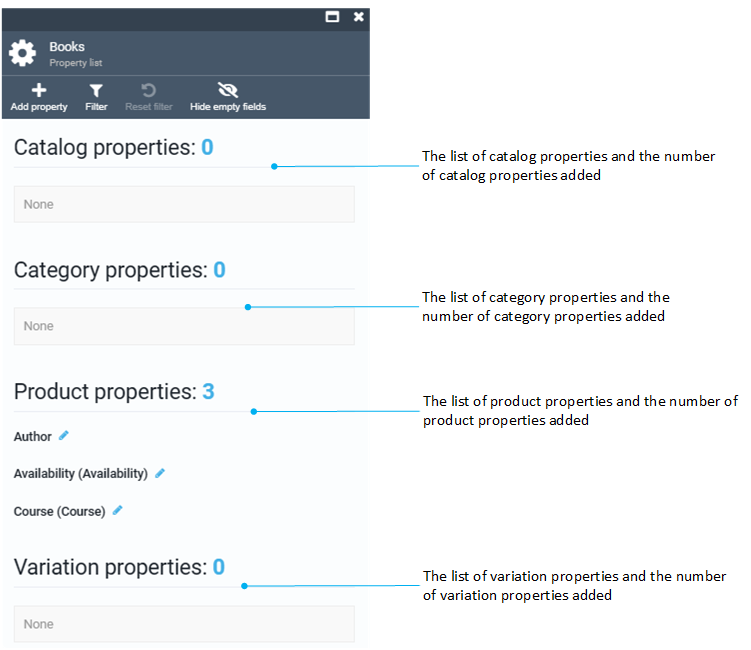 Books
Property list
Add property Filter Reset filter Hide empty fields
Catalog properties: 0
The list of catalog properties and the number
of catalog properties added
None
Category properties: 0
The list of category properties and the
number of category properties added
None
Product properties: 3
The list of product properties and the number of
product properties added
Author
Availability (Availability)
Course (Course)
Variation properties: 0
The list of variation properties and the number
of variation properties added
None